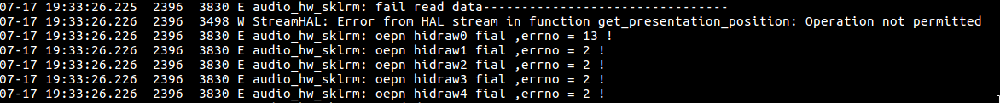 07-17 19:33:26.225  2396  3830 E audio_hw_sklrm: fail read data---------------------------------
07-17 19:33:26.226  2396  3498 W StreamHAL: Error from HAL stream in function get_presentation_position: Operation not permitted
07-17 19:33:26.226  2396  3830 E audio_hw_sklrm: oepn hidraw0 fial ,errno = 13 !
07-17 19:33:26.226  2396  3830 E audio_hw_sklrm: oepn hidraw1 fial ,errno = 2 !
07-17 19:33:26.226  2396  3830 E audio_hw_sklrm: oepn hidraw2 fial ,errno = 2 !
07-17 19:33:26.226  2396  3830 E audio_hw_sklrm: oepn hidraw3 fial ,errno = 2 !
07-17 19:33:26.226  2396  3830 E audio_hw_sklrm: oepn hidraw4 fial ,errno = 2 !